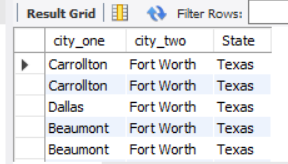 Result Grid Filter Rows:
city_one city_two State
Carrollton Fort Worth Texas
Carrollton Fort Worth Texas
Dallas Fort Worth Texas
Beaumont Fort Worth Texas
Beaumont Fort Worth Texas